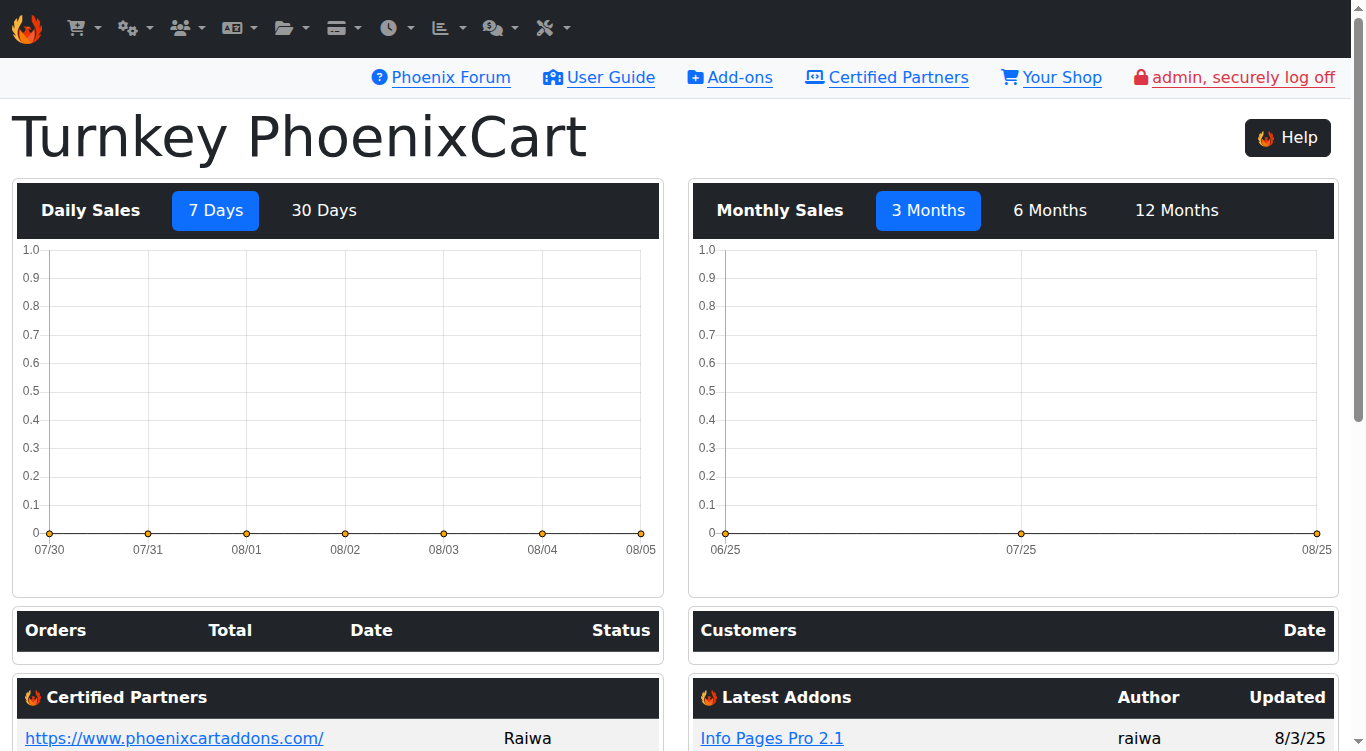 Phoenix Forum User Guide Add-ons Certified Partners Your Shop admin, securely log off
Turnkey PhoenixCart
Help
Daily Sales 7 Days 30 Days
1.0
0.9
0.8
0.7
0.6
0.5
0.4
0.3
0.2
0.1
0
07/30 07/31 08/01 08/02 08/03 08/04 08/05
Monthly Sales 3 Months 6 Months 12 Months
1.0
0.9
0.8
0.7
0.6
0.5
0.4
0.3
0.2
0.1
0
06/25 07/25 08/25
Orders Total Date Status
Customers Date
Certified Partners
https://www.phoenixcartaddons.com/ Raiwa
Latest Addons Author Updated
Info Pages Pro 2.1 raiwa 8/3/25